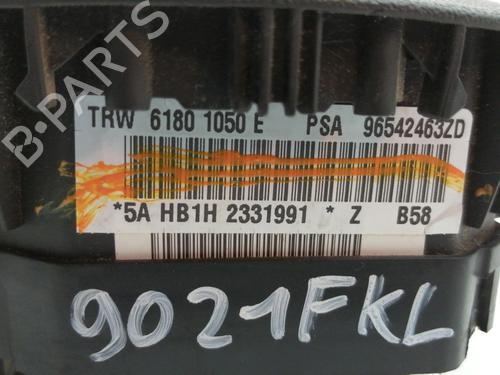 TRW 6180 1050 E PSA 96542463ZD
*5A HB1H 2331991 * Z B58
9021FKL
B-PARTS